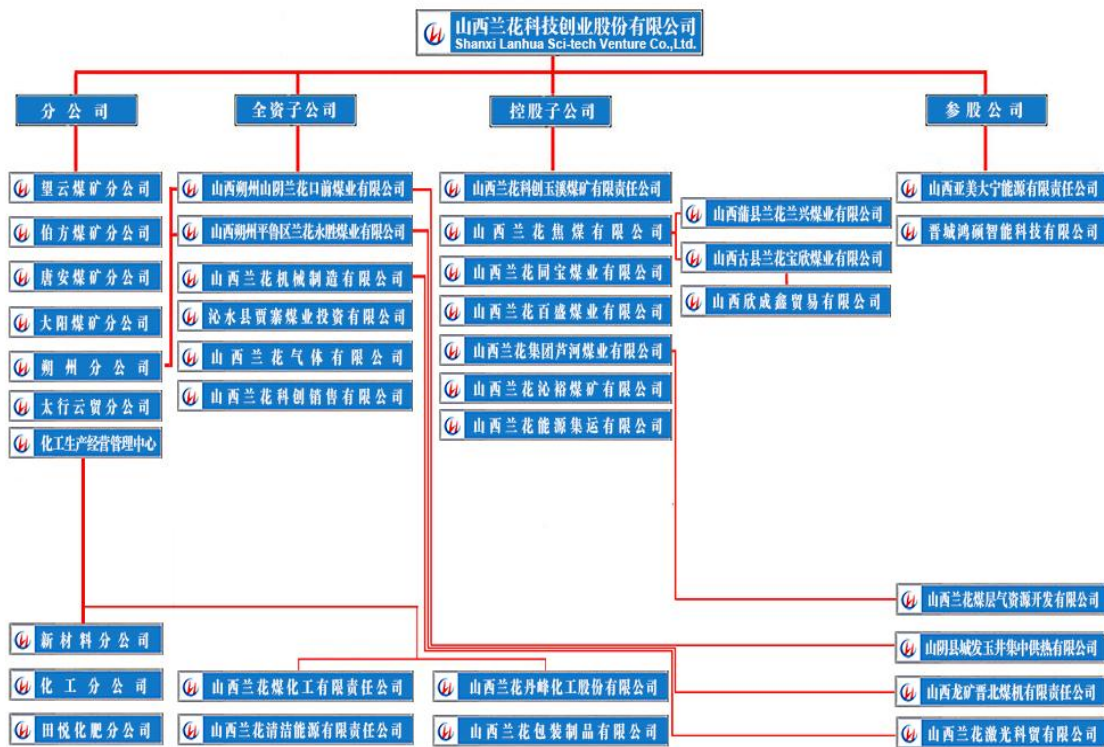 山西兰花科技创业股份有限公司
Shanxi Lanhua Sci-tech Venture Co.,Ltd.
分公司
全资子公司
控股子公司
参股公司
望云煤矿分公司
伯方煤矿分公司
唐安煤矿分公司
大阳煤矿分公司
朔州分公司
太行云贸分公司
化工生产经营管理中心
山西朔州山阴兰花口前煤业有限公司
山西朔州平鲁区兰花永胜煤业有限公司
山西兰花机械制造有限公司
沁水县贾寨煤业投资有限公司
山西兰花气体有限公司
山西兰花科创销售有限公司
山西兰花科创玉溪煤矿有限责任公司
山西兰花焦煤有限公司
山西兰花同宝煤业有限公司
山西兰花百盛煤业有限公司
山西兰花集团芦河煤业有限公司
山西兰花沁裕煤矿有限公司
山西兰花能源集运有限公司
山西蒲县兰花兰兴煤业有限公司
山西古县兰花宝欣煤业有限公司
山西欣成鑫贸易有限公司
山西亚美大宁能源有限责任公司
晋城鸿硕智能科技有限公司
新材料分公司
化工分公司
田悦化肥分公司
山西兰花煤化工有限责任公司
山西兰花清洁能源有限责任公司
山西兰花丹峰化工股份有限公司
山西兰花包装制品有限公司
山西兰花煤层气资源开发有限公司
山阴县城发玉井集中供热有限公司
山西龙矿晋北煤机有限责任公司
山西兰花激光科贸有限公司